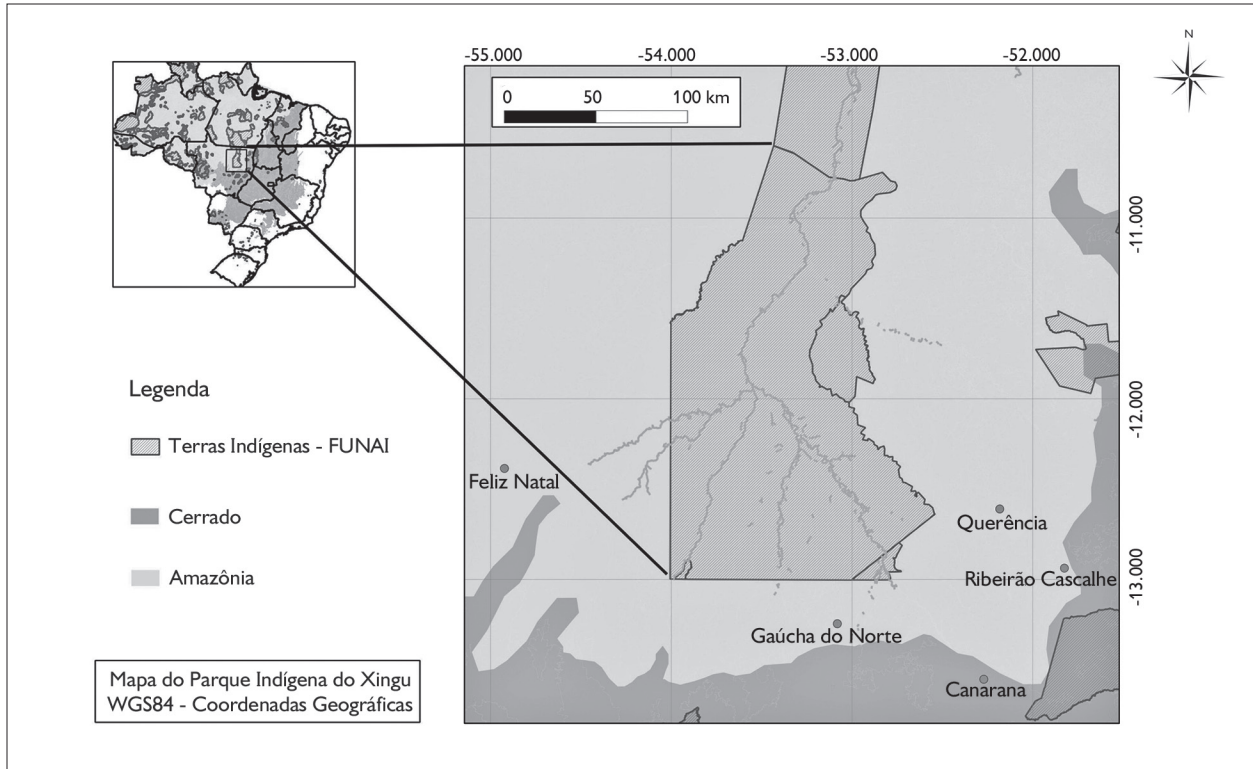 N
-55.000
-54.000
-53.000
-52.000
0
50
100 km
-11.000
-12.000
-13.000
Legenda
Terras Indígenas - FUNAI
Cerrado
Amazônia
Feliz Natal
Querência
Ribeirão Cascalhe
Gaúcha do Norte
Canarana
Mapa do Parque Indígena do Xingu
WGS84 - Coordenadas Geográficas